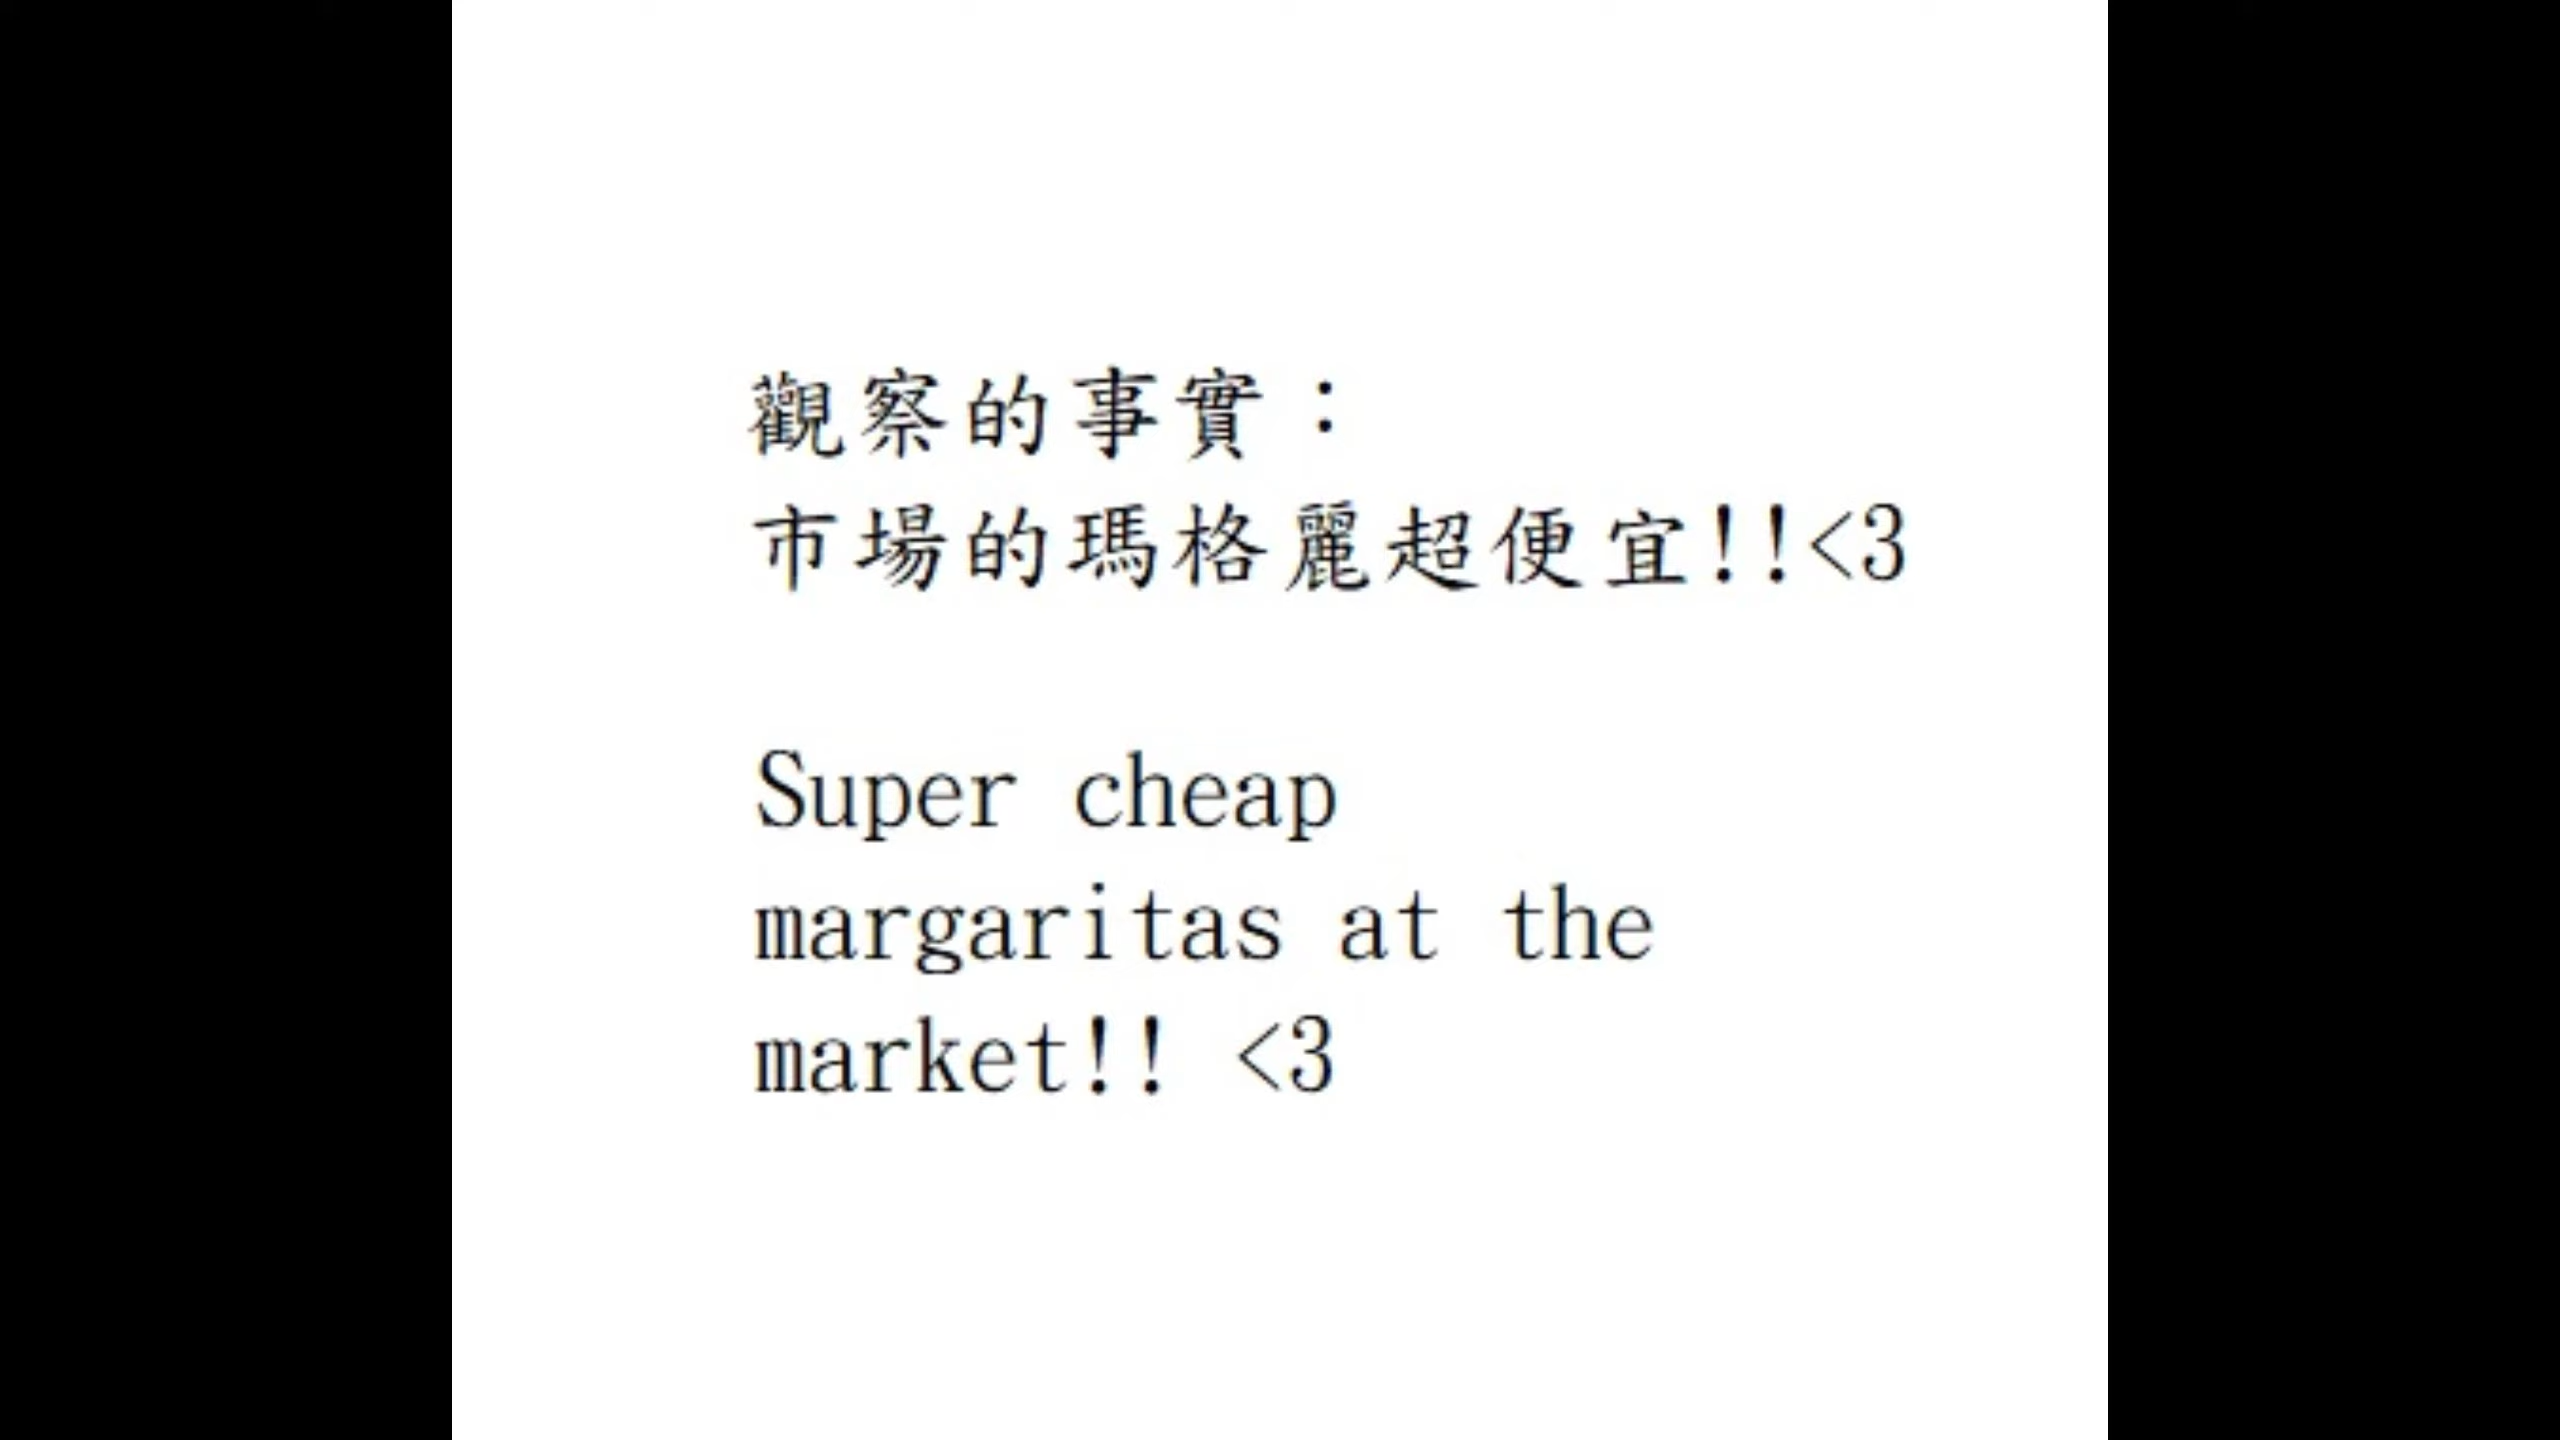 觀察的事實：
市場的瑪格麗超便宜!!<3
Super cheap
margaritas at the
market!! <3